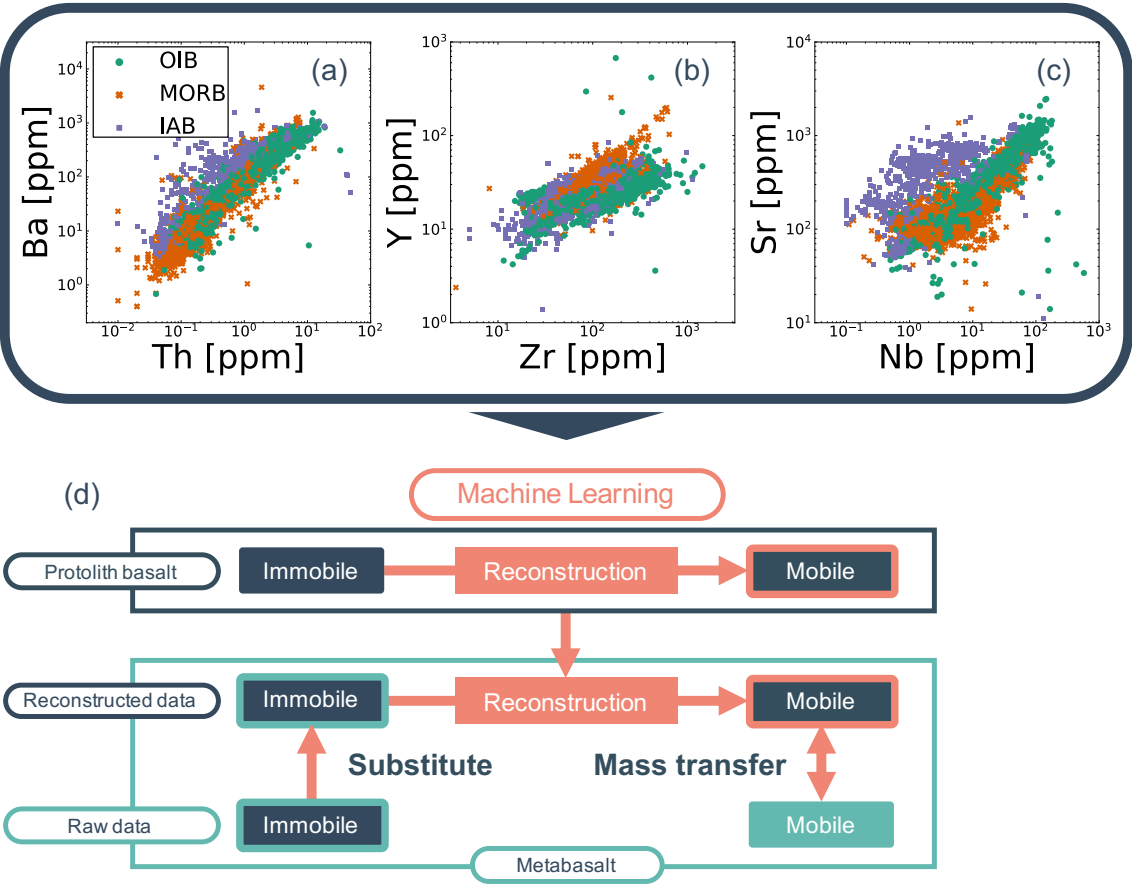 OIB
MORB
IAB
(a)
Ba [ppm]
10⁴
10³
10²
10¹
10⁰
10⁻²
10⁻¹
10⁰
10¹
10²
Th [ppm]
(b)
Y [ppm]
10³
10²
10¹
10⁰
10¹
10²
10³
Zr [ppm]
(c)
Sr [ppm]
10⁴
10³
10²
10¹
10⁻¹
10⁰
10¹
10²
10³
Nb [ppm]
(d)
Machine Learning
Protolith basalt
Immobile
Reconstruction
Mobile
Reconstructed data
Immobile
Reconstruction
Mobile
Substitute
Mass transfer
Raw data
Immobile
Mobile
Metabasalt